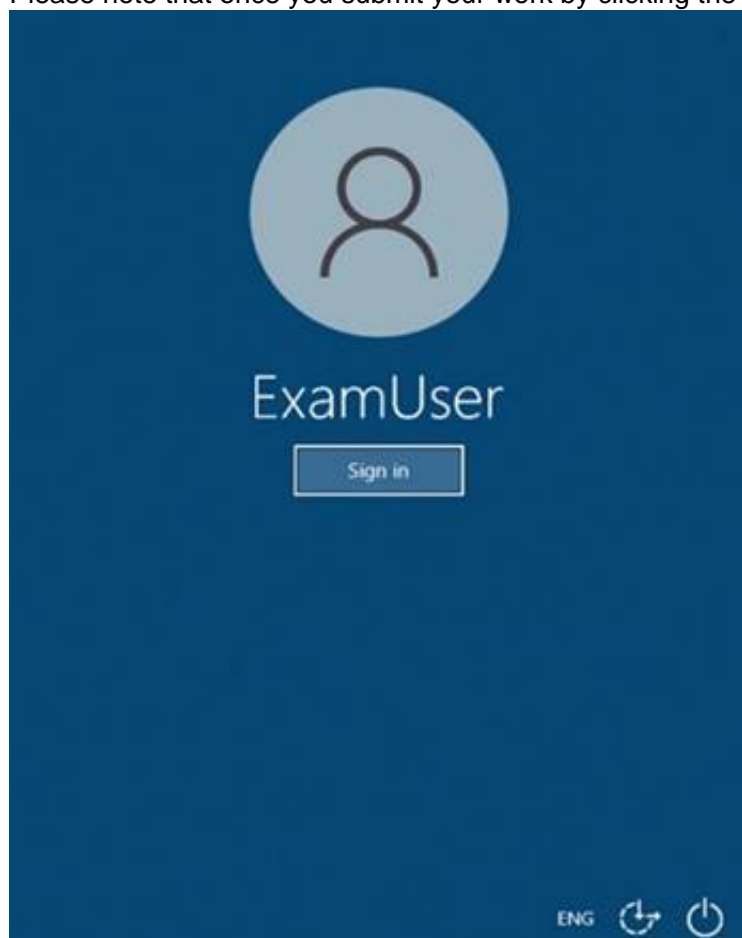 Please note that once you submit your work by clicking the
ExamUser
Sign in
ENG